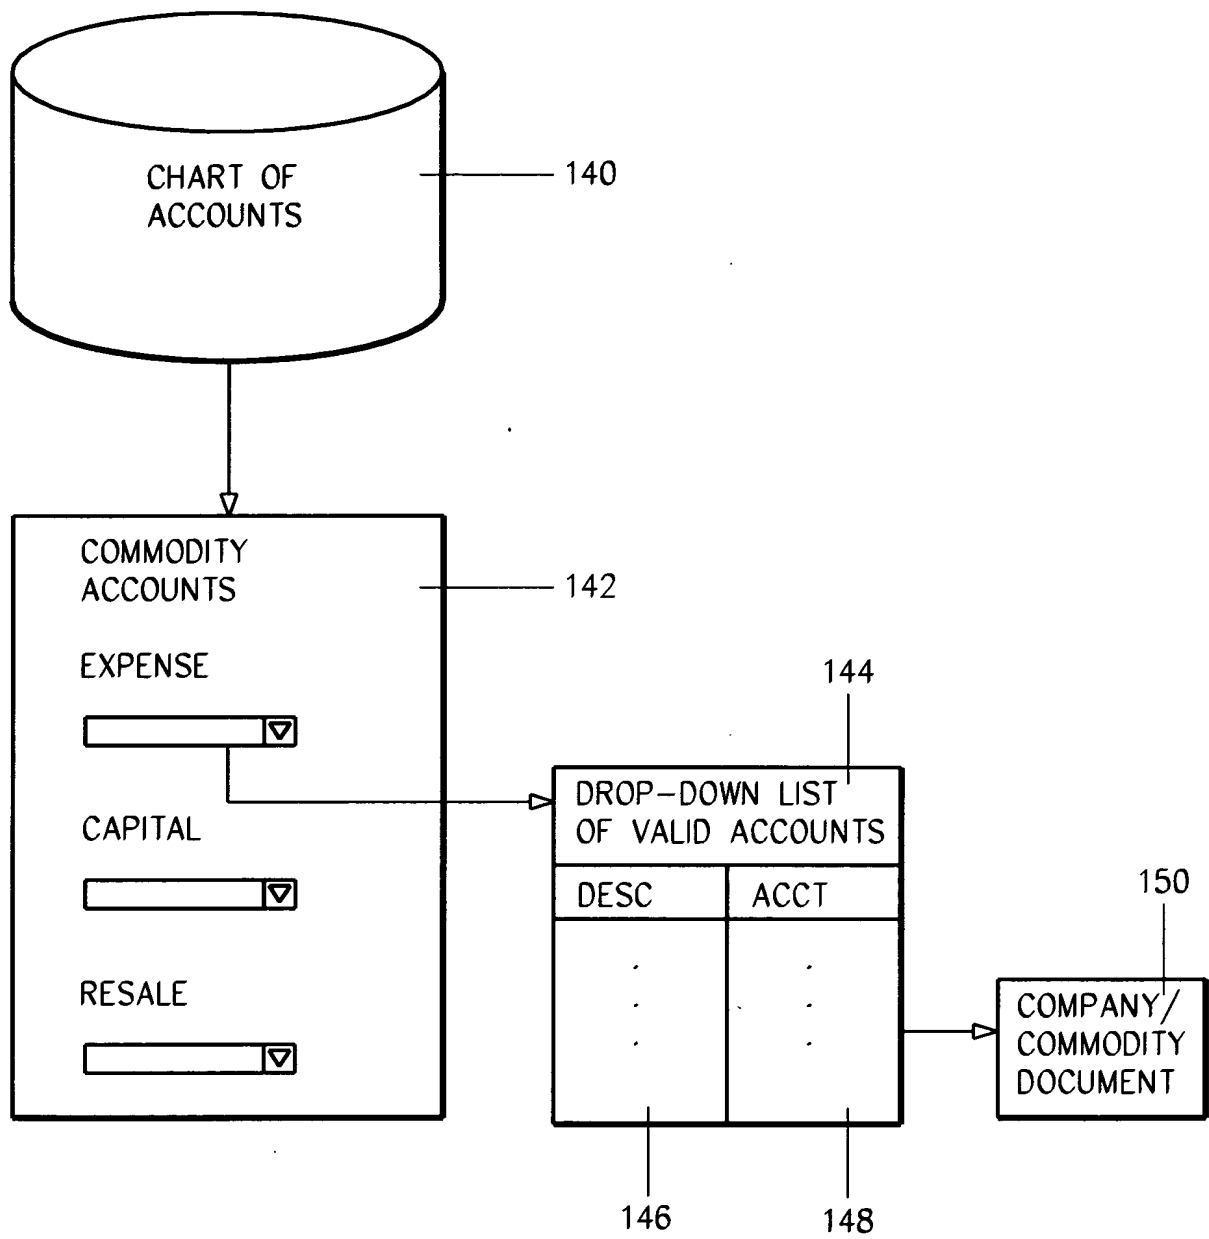 CHART OF
ACCOUNTS
140
COMMODITY
ACCOUNTS
142
EXPENSE
144
DROP-DOWN LIST
OF VALID ACCOUNTS
CAPITAL
DESC
ACCT
150
RESALE
COMPANY/
COMMODITY
DOCUMENT
146
148